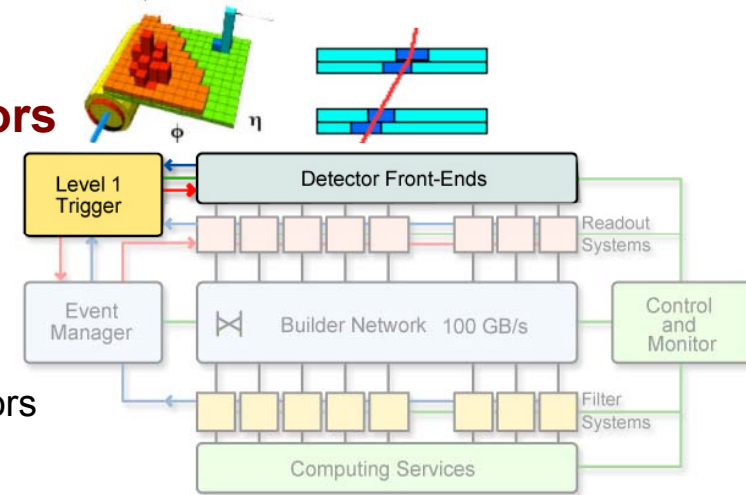 ors
φ
η
Level 1
Trigger
Detector Front-Ends
Readout
Systems
Event
Manager
Builder Network 100 GB/s
Control
and
Monitor
ors
Filter
Systems
Computing Services